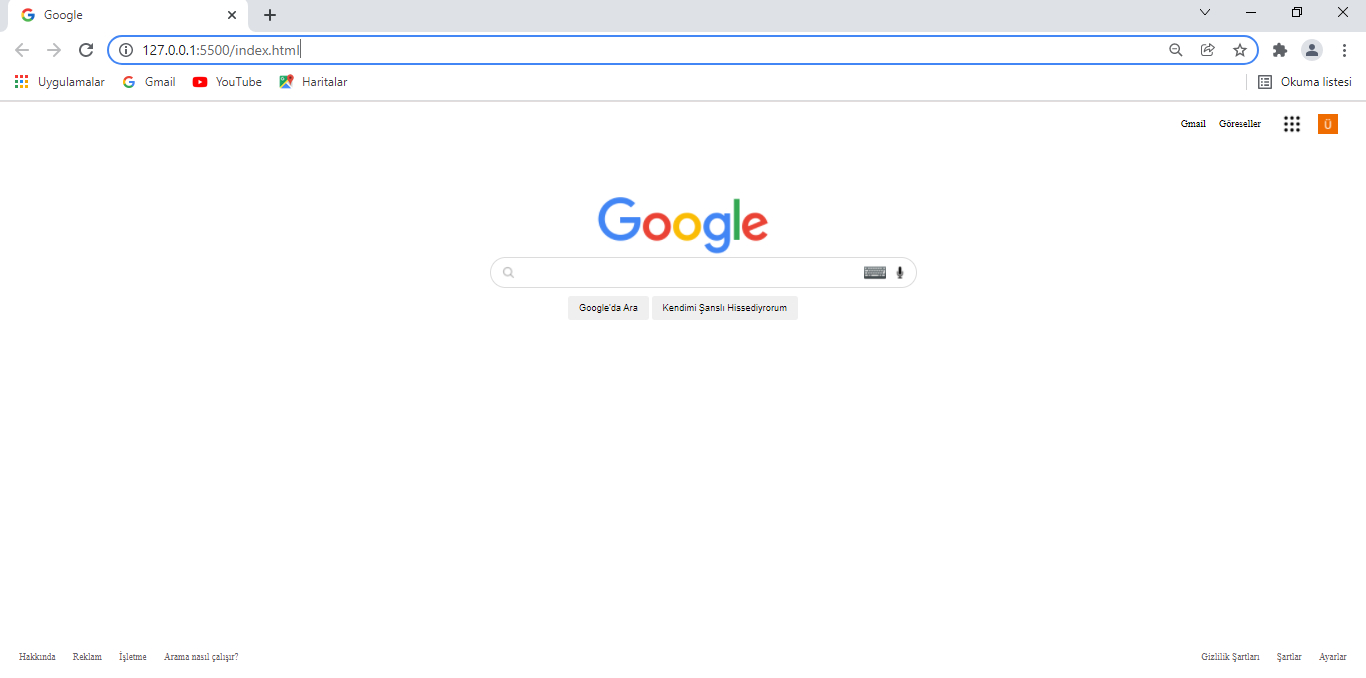 Google
127.0.0.1:5500/index.html
Uygulamalar Gmail YouTube Haritalar Okuma listesi
Gmail Göreseller Ü
Google
Google'da Ara Kendimi Şanslı Hissediyorum
Hakkında Reklam İşletme Arama nasıl çalışır? Gizlilik Şartları Şartlar Ayarlar